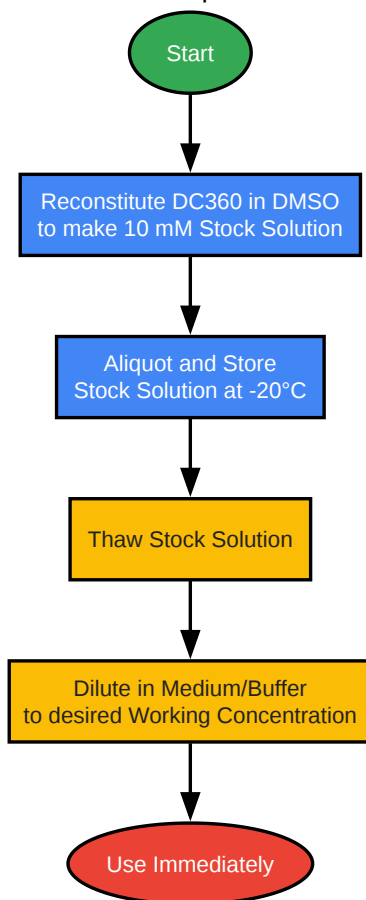 Start
Reconstitute DC360 in DMSO
to make 10 mM Stock Solution
Aliquot and Store
Stock Solution at -20°C
Thaw Stock Solution
Dilute in Medium/Buffer
to desired Working Concentration
Use Immediately